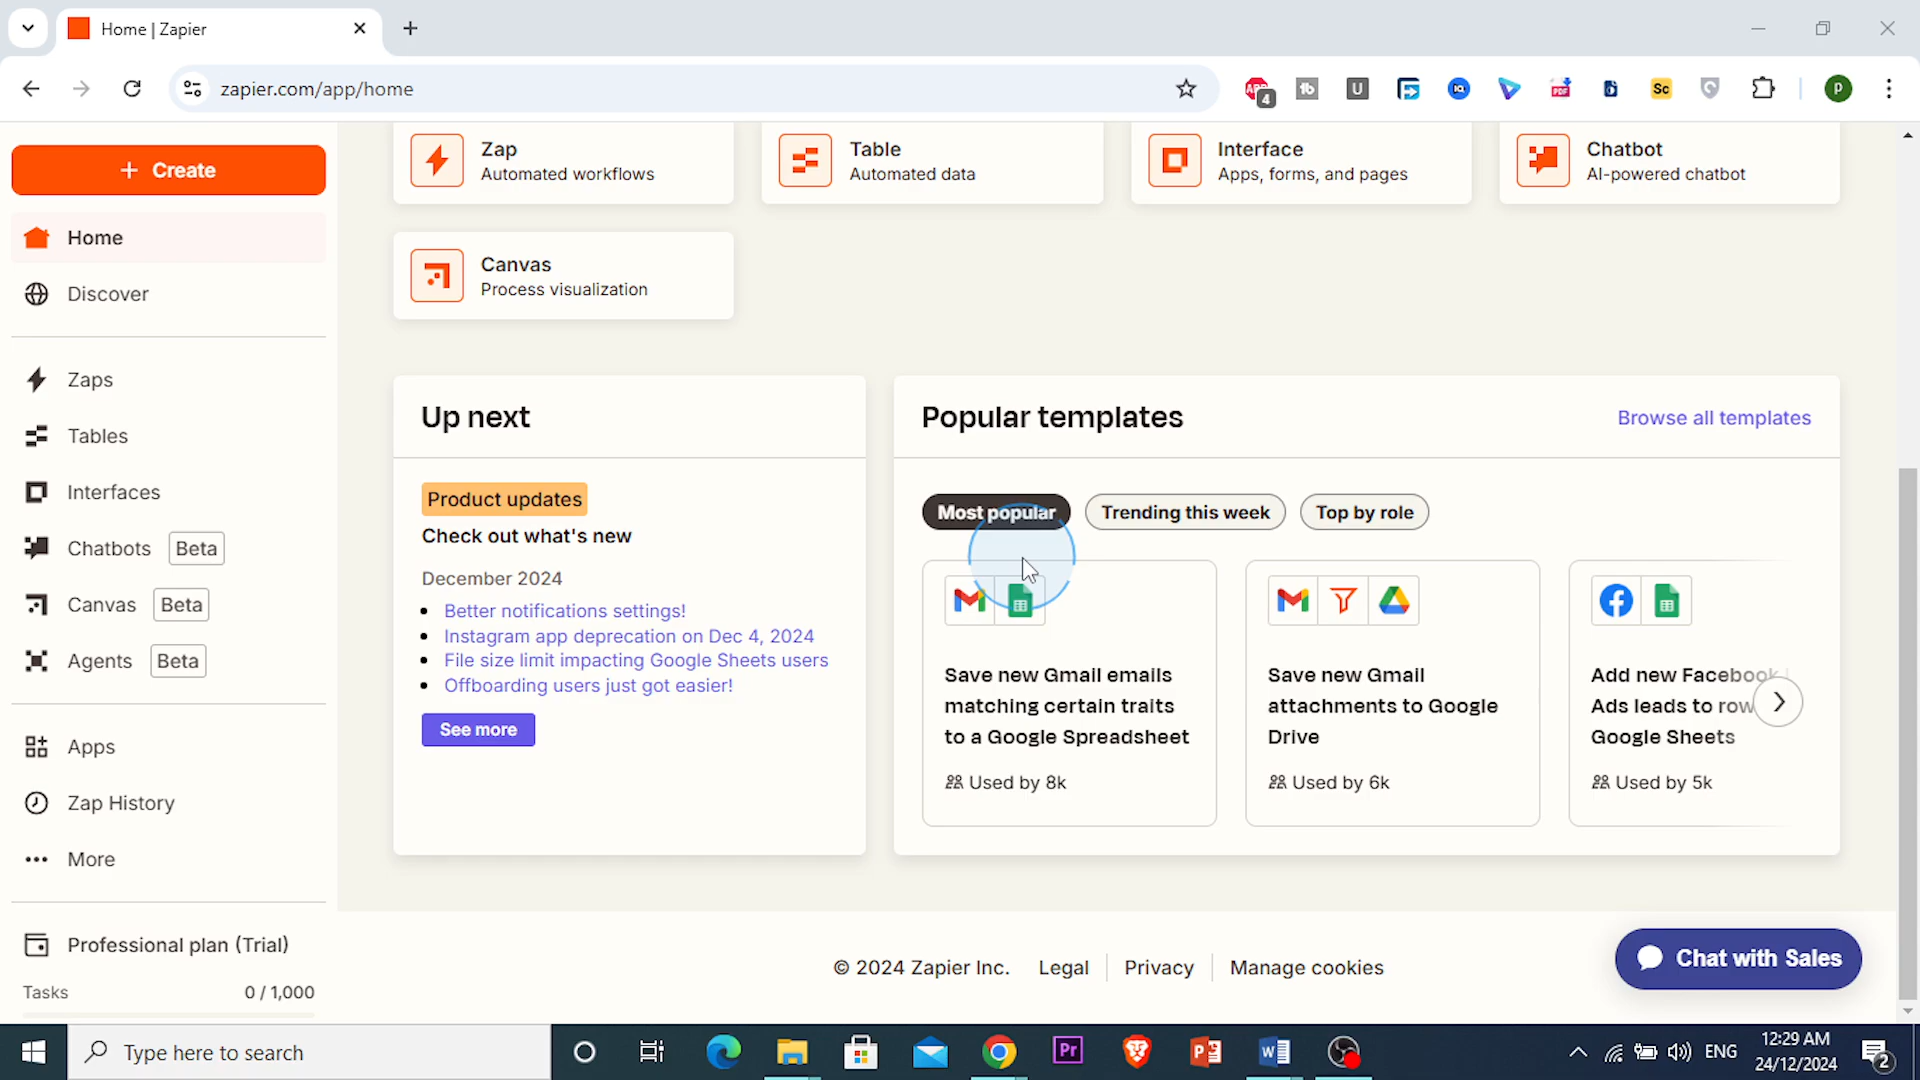 Home | Zapier
zapier.com/app/home
4
U
IQ
PDF
Sc
p
Create
Home
Discover
Zaps
Tables
Interfaces
Chatbots Beta
Canvas Beta
Agents Beta
Apps
Zap History
More
Professional plan (Trial)
Tasks 0 / 1,000
Zap
Automated workflows
Table
Automated data
Interface
Apps, forms, and pages
Chatbot
AI-powered chatbot
Canvas
Process visualization
Up next
Product updates
Check out what's new
December 2024
Better notifications settings!
Instagram app deprecation on Dec 4, 2024
File size limit impacting Google Sheets users
Offboarding users just got easier!
See more
Popular templates
Browse all templates
Most popular
Trending this week
Top by role
Save new Gmail emails
matching certain traits
to a Google Spreadsheet
Used by 8k
Save new Gmail
attachments to Google
Drive
Used by 6k
Add new Facebook
Ads leads to row
Google Sheets
Used by 5k
© 2024 Zapier Inc. Legal Privacy Manage cookies
Chat with Sales
Type here to search
Pr
ENG
12:29 AM
24/12/2024
2